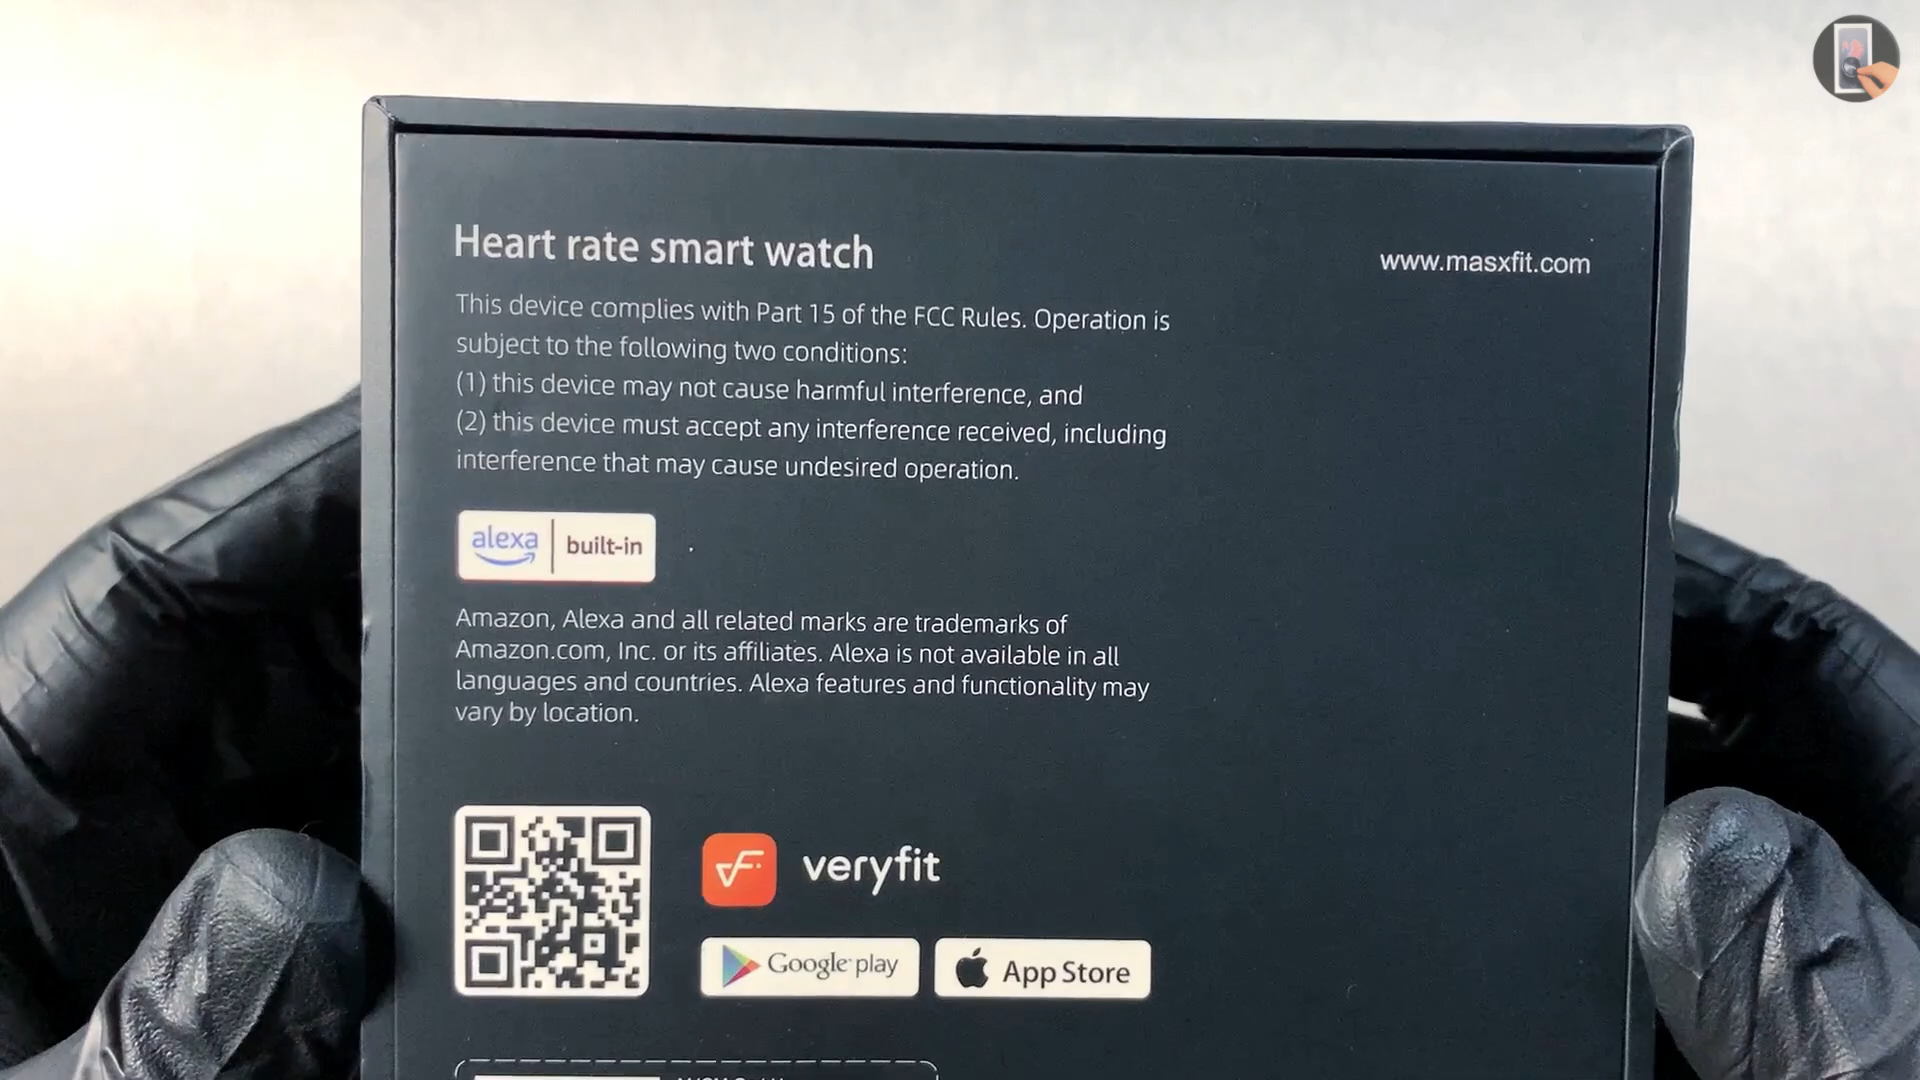 Heart rate smart watch
www.masxfit.com
This device complies with Part 15 of the FCC Rules. Operation is
subject to the following two conditions:
(1) this device may not cause harmful interference, and
(2) this device must accept any interference received, including
interference that may cause undesired operation.
alexa built-in
Amazon, Alexa and all related marks are trademarks of
Amazon.com, Inc. or its affiliates. Alexa is not available in all
languages and countries. Alexa features and functionality may
vary by location.
veryfit
Google play
App Store